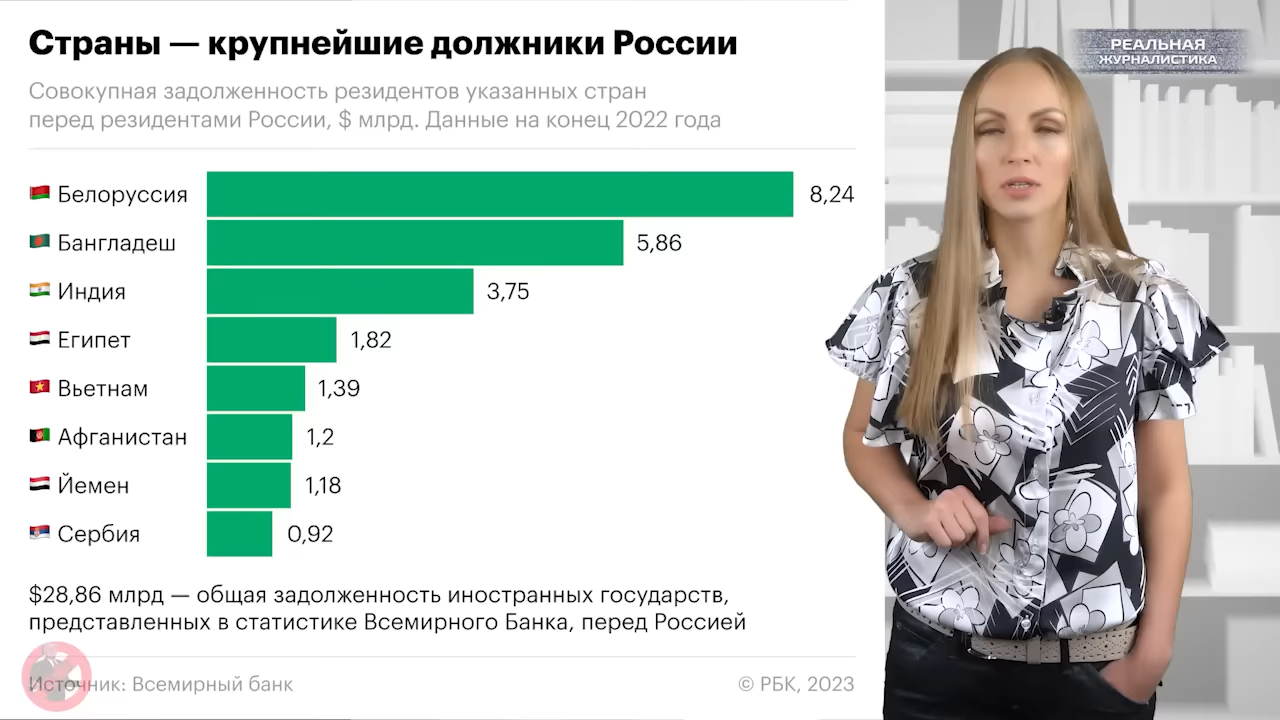 Страны — крупнейшие должники России
РЕАЛЬНАЯ
ЖУРНАЛИСТИКА
Совокупная задолженность резидентов указанных стран
перед резидентами России, $ млрд. Данные на конец 2022 года
Белоруссия 8,24
Бангладеш 5,86
Индия 3,75
Египет 1,82
Вьетнам 1,39
Афганистан 1,2
Йемен 1,18
Сербия 0,92
$28,86 млрд — общая задолженность иностранных государств,
представленных в статистике Всемирного Банка, перед Россией
Источник: Всемирный банк © РБК, 2023